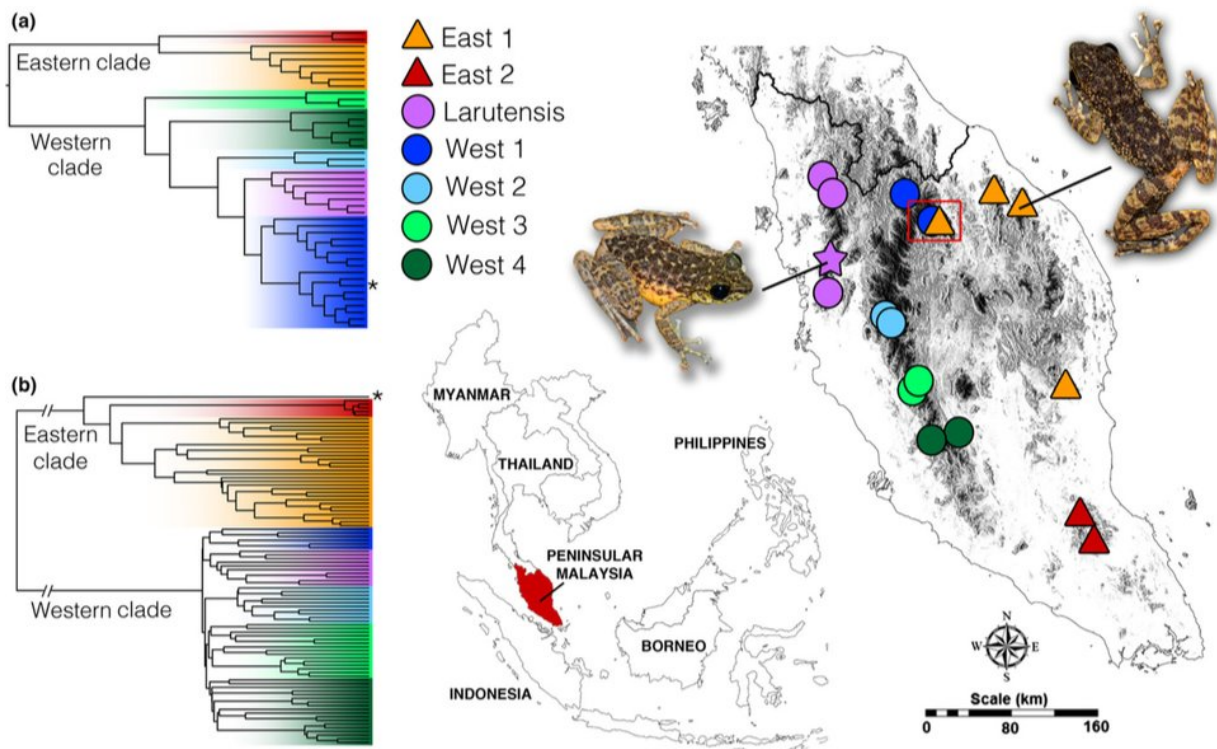 (a)
Eastern clade
Western
clade
*
East 1
East 2
Larutensis
West 1
West 2
West 3
West 4
(b)
*
Eastern
clade
Western clade
MYANMAR
THAILAND
PHILIPPINES
PENINSULAR
MALAYSIA
BORNEO
INDONESIA
N
W
E
S
Scale (km)
0 80 160